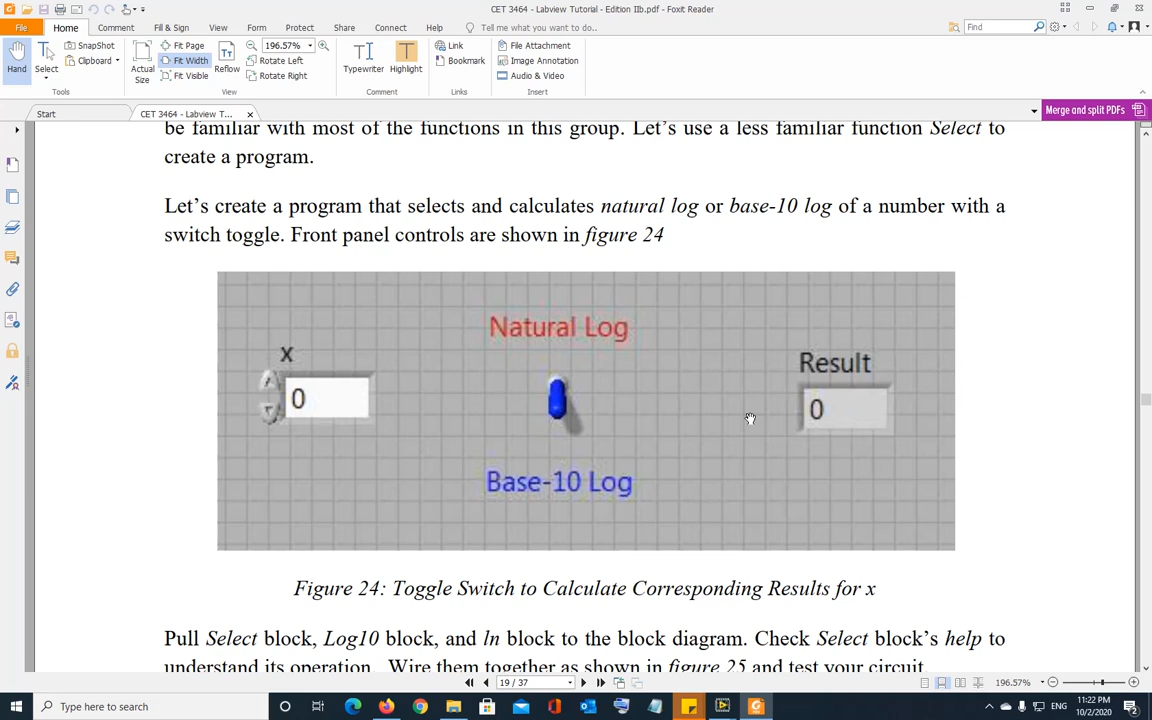 CET 3464 - Labview Tutorial - Edition IIb.pdf - Foxit Reader
File Home Comment Fill & Sign View Form Protect Share Connect Help Tell me what you want to do.. Find
Hand
Select
SnapShot
Clipboard
Actual Size
Fit Page
Fit Width
Fit Visible
Reflow
196.57%
Rotate Left
Rotate Right
Typewriter
Highlight
Link
Bookmark
File Attachment
Image Annotation
Audio & Video
Tools View Comment Links Insert
Start CET 3464 - Labview T... Merge and split PDFs
be familiar with most of the functions in this group. Let's use a less familiar function Select to
create a program.
Let's create a program that selects and calculates natural log or base-10 log of a number with a
switch toggle. Front panel controls are shown in figure 24
Natural Log
x
0
Result
0
Base-10 Log
Figure 24: Toggle Switch to Calculate Corresponding Results for x
Pull Select block, Log10 block, and ln block to the block diagram. Check Select block's help to
understand its operation. Wire them together as shown in figure 25 and test your circuit.
19 / 37 196.57%
Type here to search
ENG
11:22 PM
10/2/2020
2